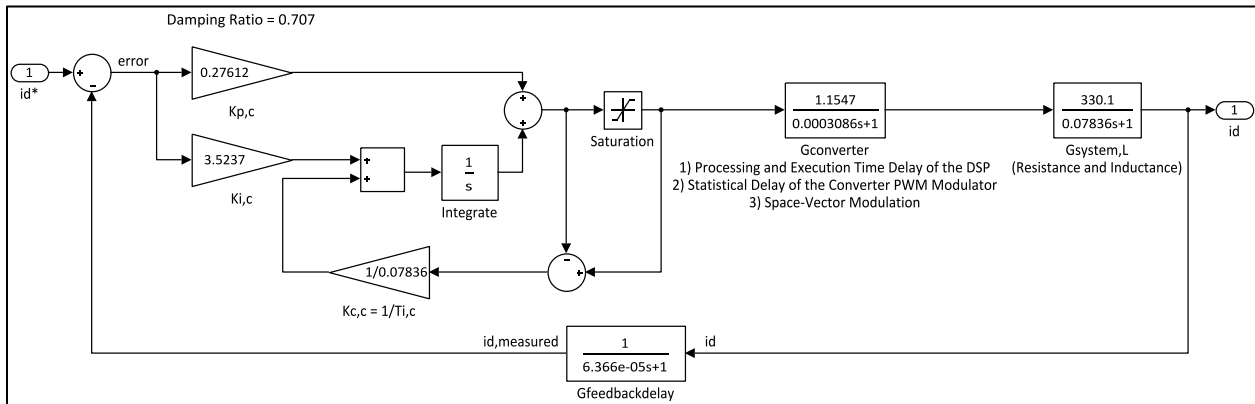 Damping Ratio = 0.707
1
id*
+
−
error
0.27612
Kp,c
3.5237
Ki,c
+
+
1
s
Integrate
+
+
Saturation
1.1547
0.0003086s+1
Gconverter
1) Processing and Execution Time Delay of the DSP
2) Statistical Delay of the Converter PWM Modulator
3) Space-Vector Modulation
330.1
0.07836s+1
Gsystem,L
(Resistance and Inductance)
1
id
1/0.07836
Kc,c = 1/Ti,c
−
+
id,measured
1
6.366e-05s+1
Gfeedbackdelay
id